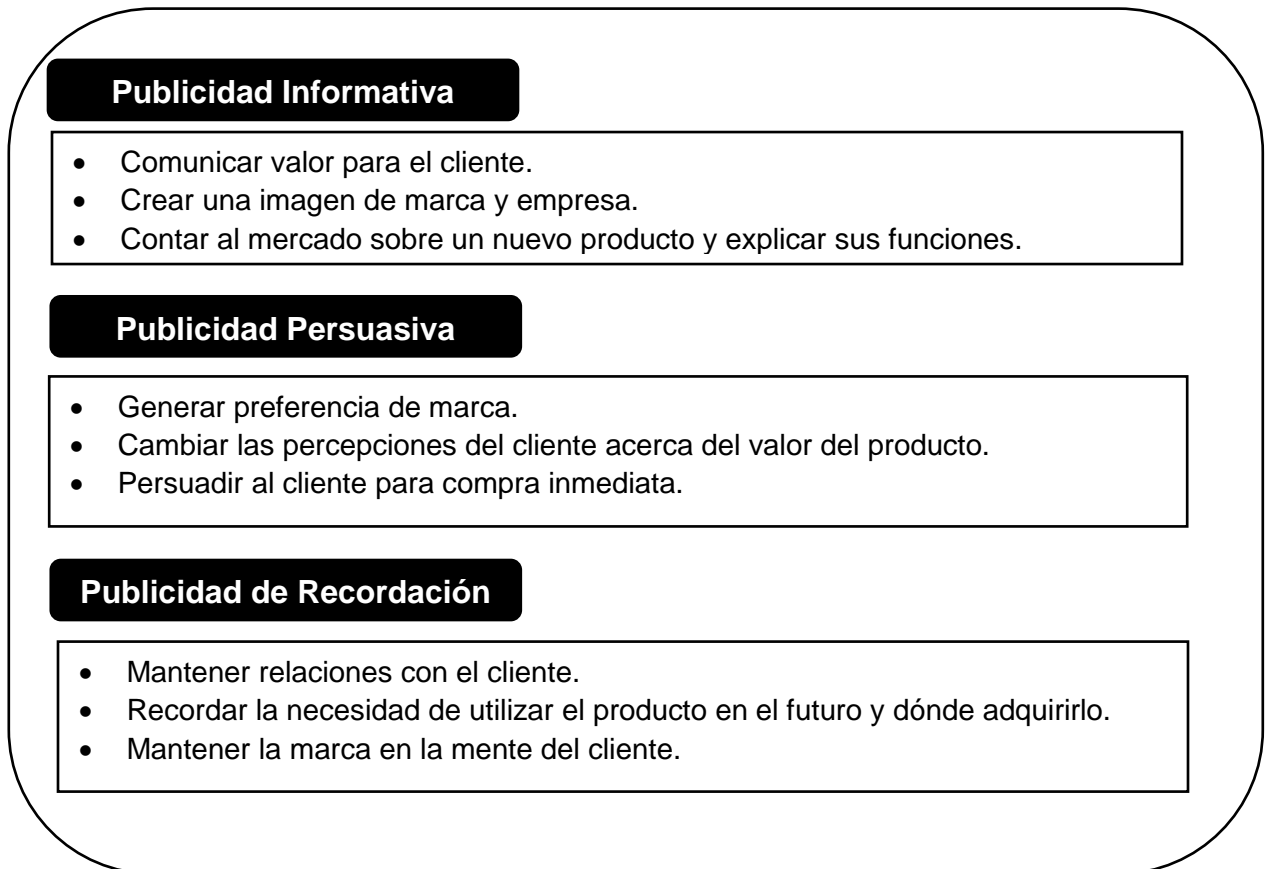 Publicidad Informativa
• Comunicar valor para el cliente.
• Crear una imagen de marca y empresa.
• Contar al mercado sobre un nuevo producto y explicar sus funciones.
Publicidad Persuasiva
• Generar preferencia de marca.
• Cambiar las percepciones del cliente acerca del valor del producto.
• Persuadir al cliente para compra inmediata.
Publicidad de Recordación
• Mantener relaciones con el cliente.
• Recordar la necesidad de utilizar el producto en el futuro y dónde adquirirlo.
• Mantener la marca en la mente del cliente.